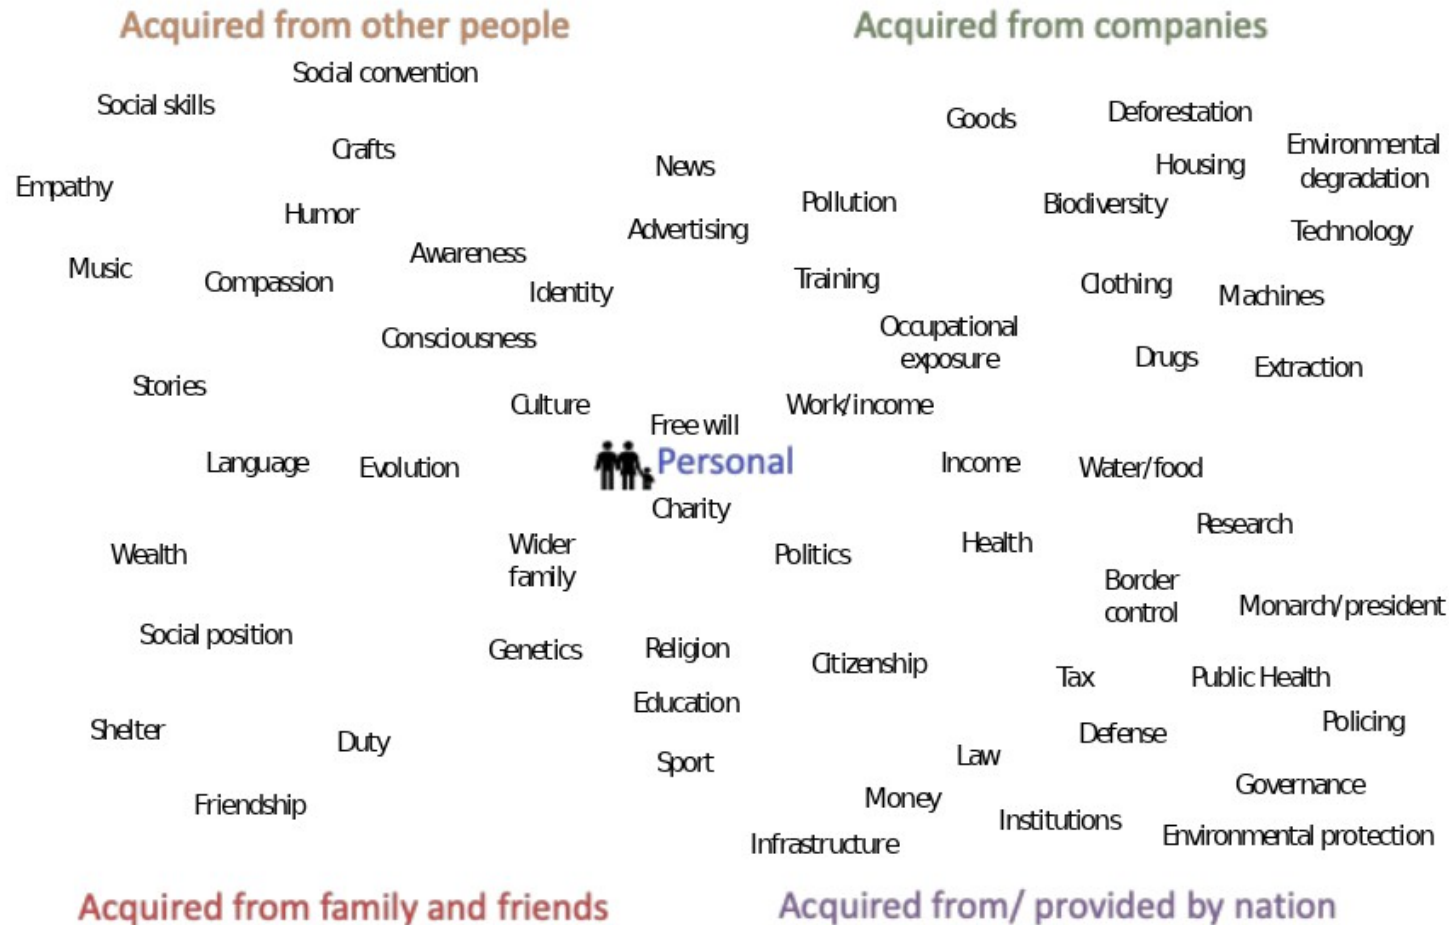 Acquired from other people
Acquired from companies
Social convention
Social skills
Goods
Deforestation
Crafts
Environmental
degradation
News
Housing
Empathy
Pollution
Biodiversity
Humor
Advertising
Technology
Awareness
Music
Compassion
Training
Clothing
Identity
Machines
Occupational
exposure
Consciousness
Drugs
Extraction
Stories
Culture
Work/income
Free will
Personal
Language
Evolution
Income
Water/food
Charity
Research
Wealth
Wider
family
Politics
Health
Border
control
Monarch/president
Social position
Genetics
Religion
Citizenship
Tax
Public Health
Education
Shelter
Duty
Defense
Policing
Sport
Law
Governance
Friendship
Money
Institutions
Infrastructure
Environmental protection
Acquired from family and friends
Acquired from/ provided by nation